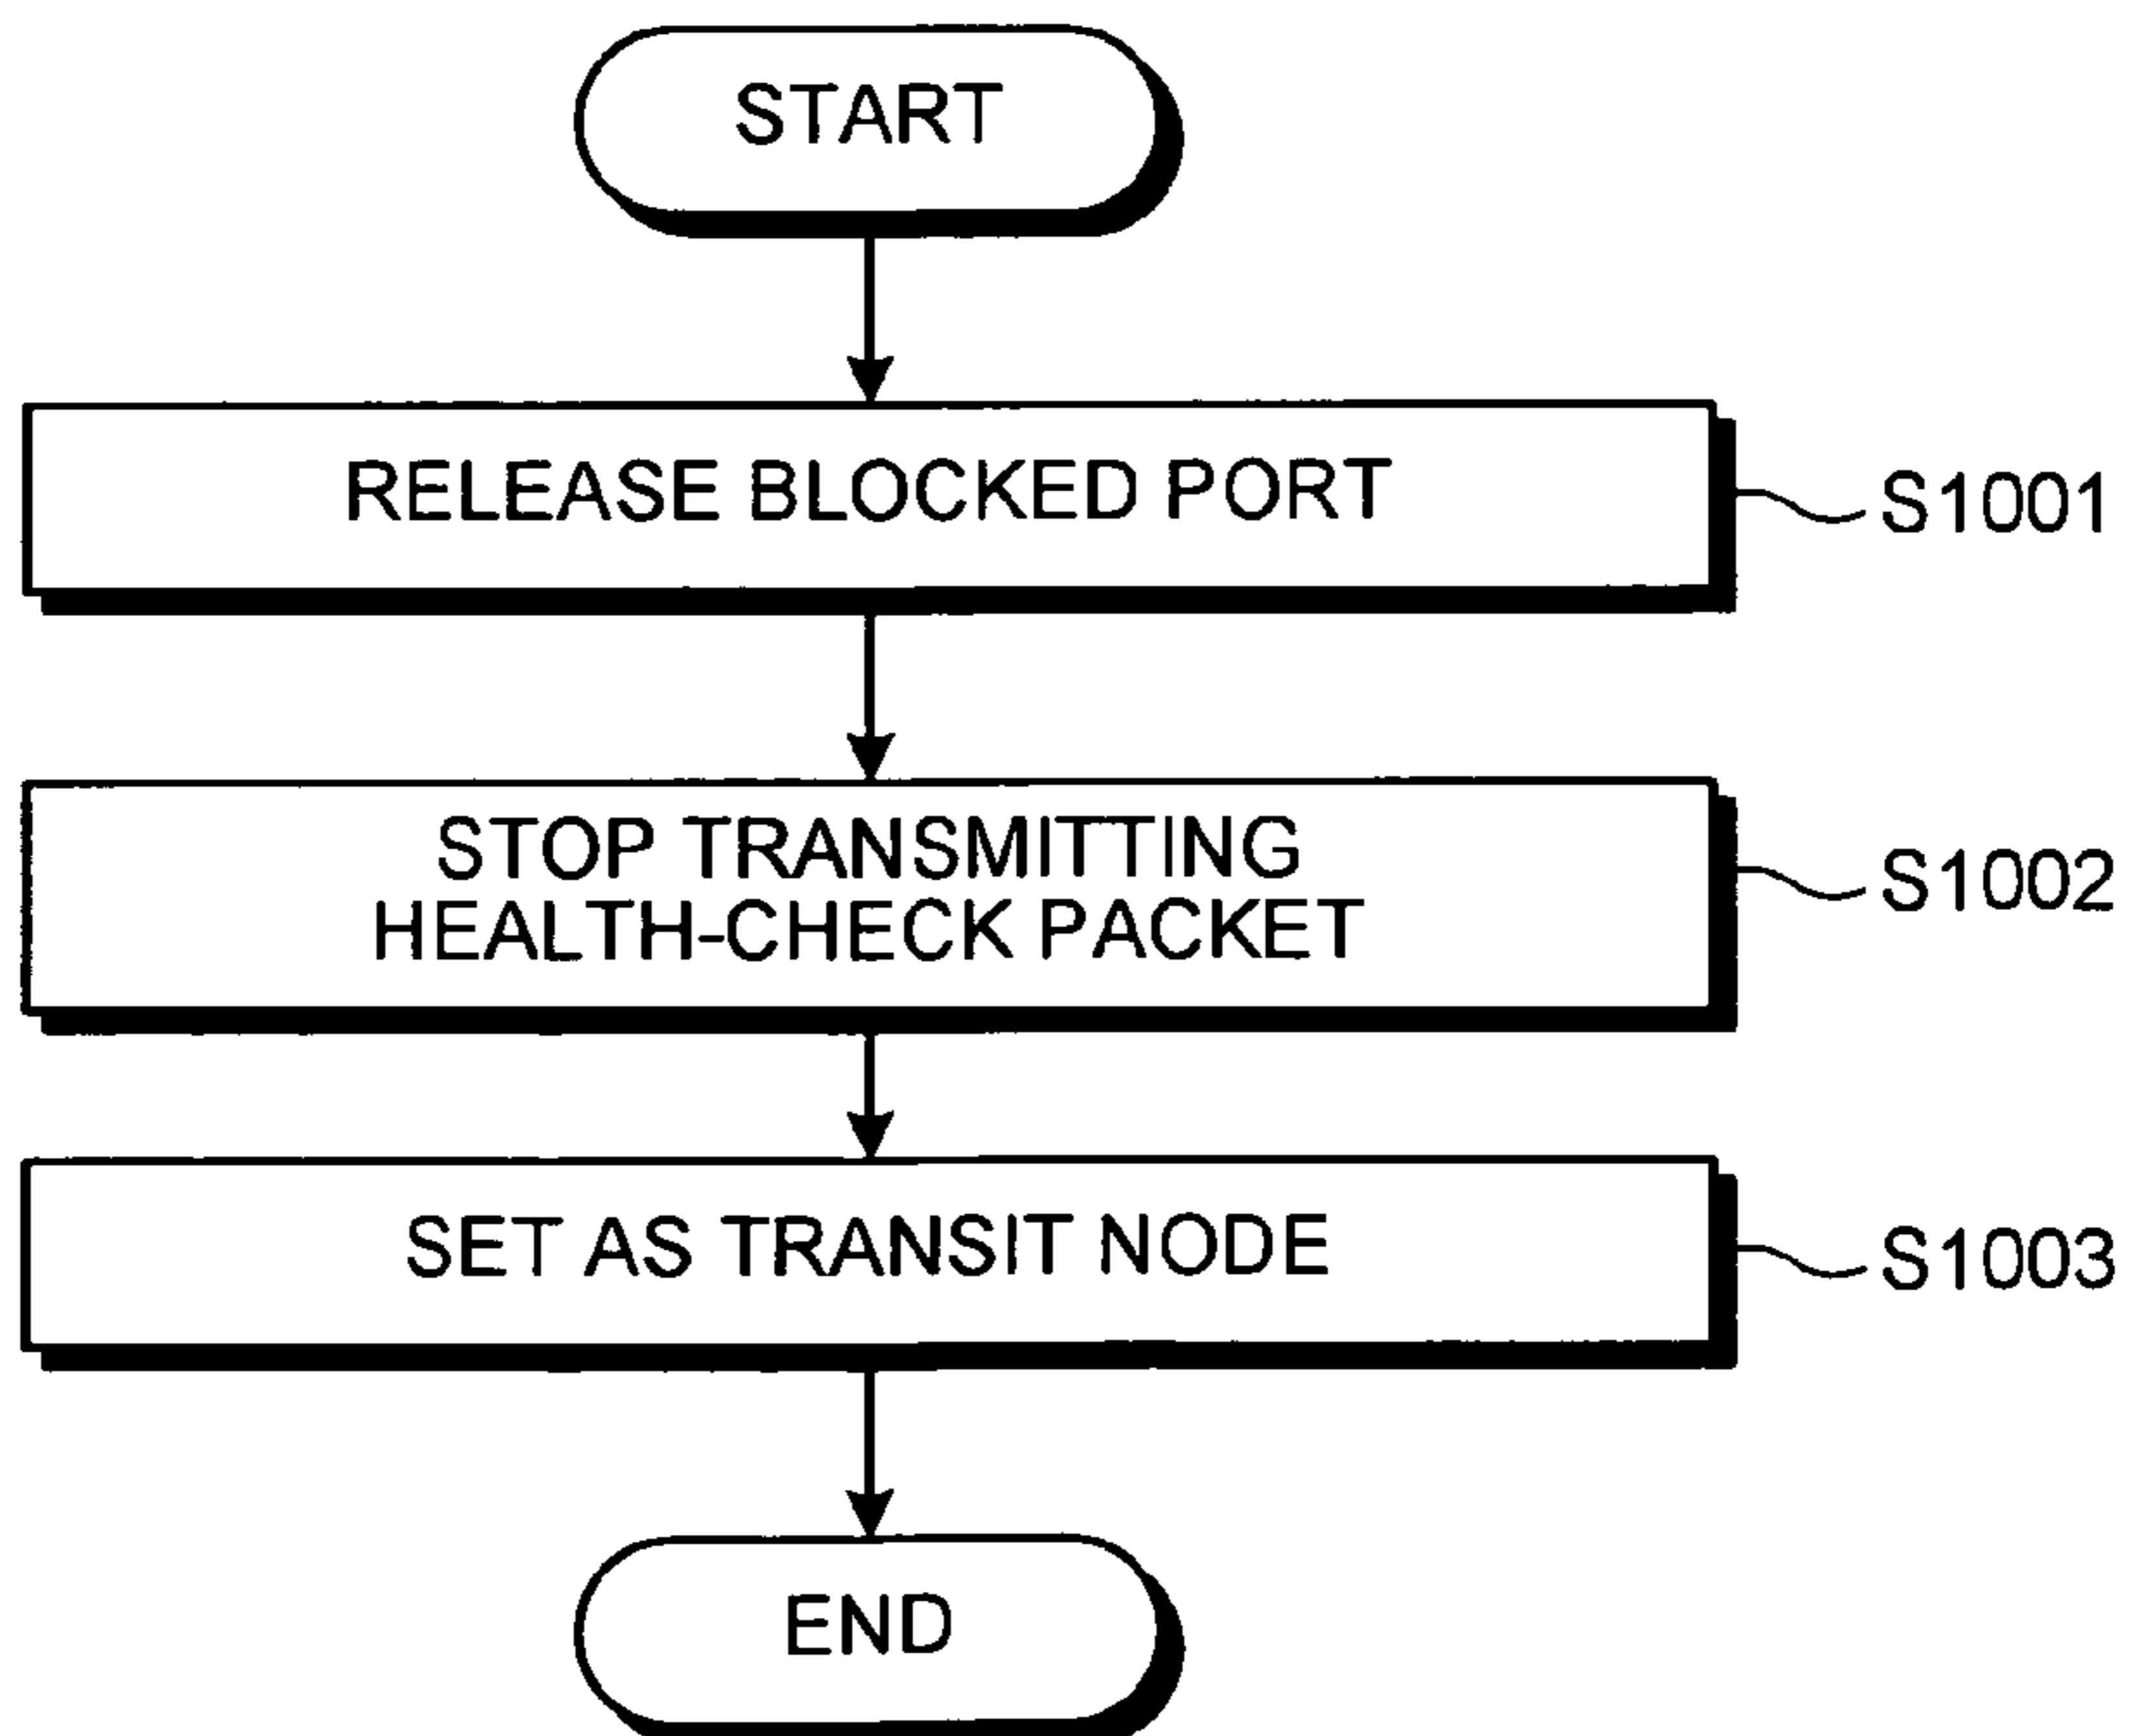 START
RELEASE BLOCKED PORT
S1001
STOP TRANSMITTING
HEALTH-CHECK PACKET
S1002
SET AS TRANSIT NODE
S1003
END